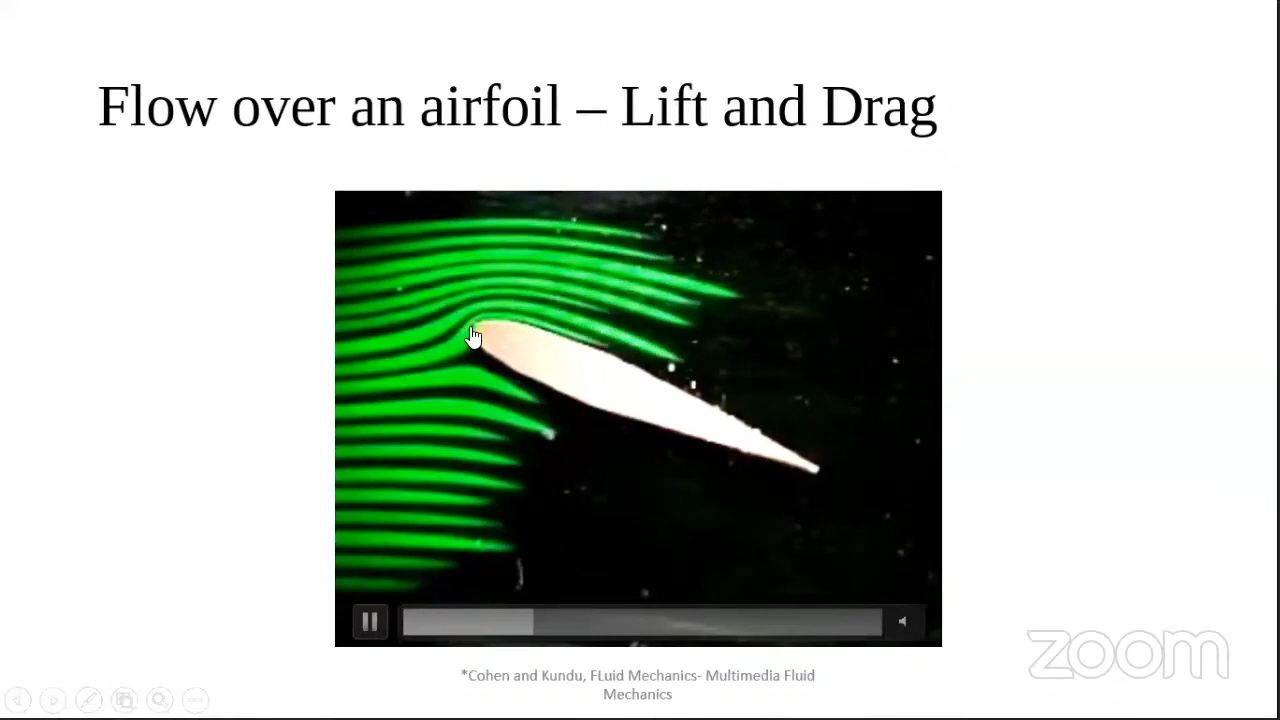 Flow over an airfoil – Lift and Drag
*Cohen and Kundu, FLuid Mechanics- Multimedia Fluid
Mechanics
zoom